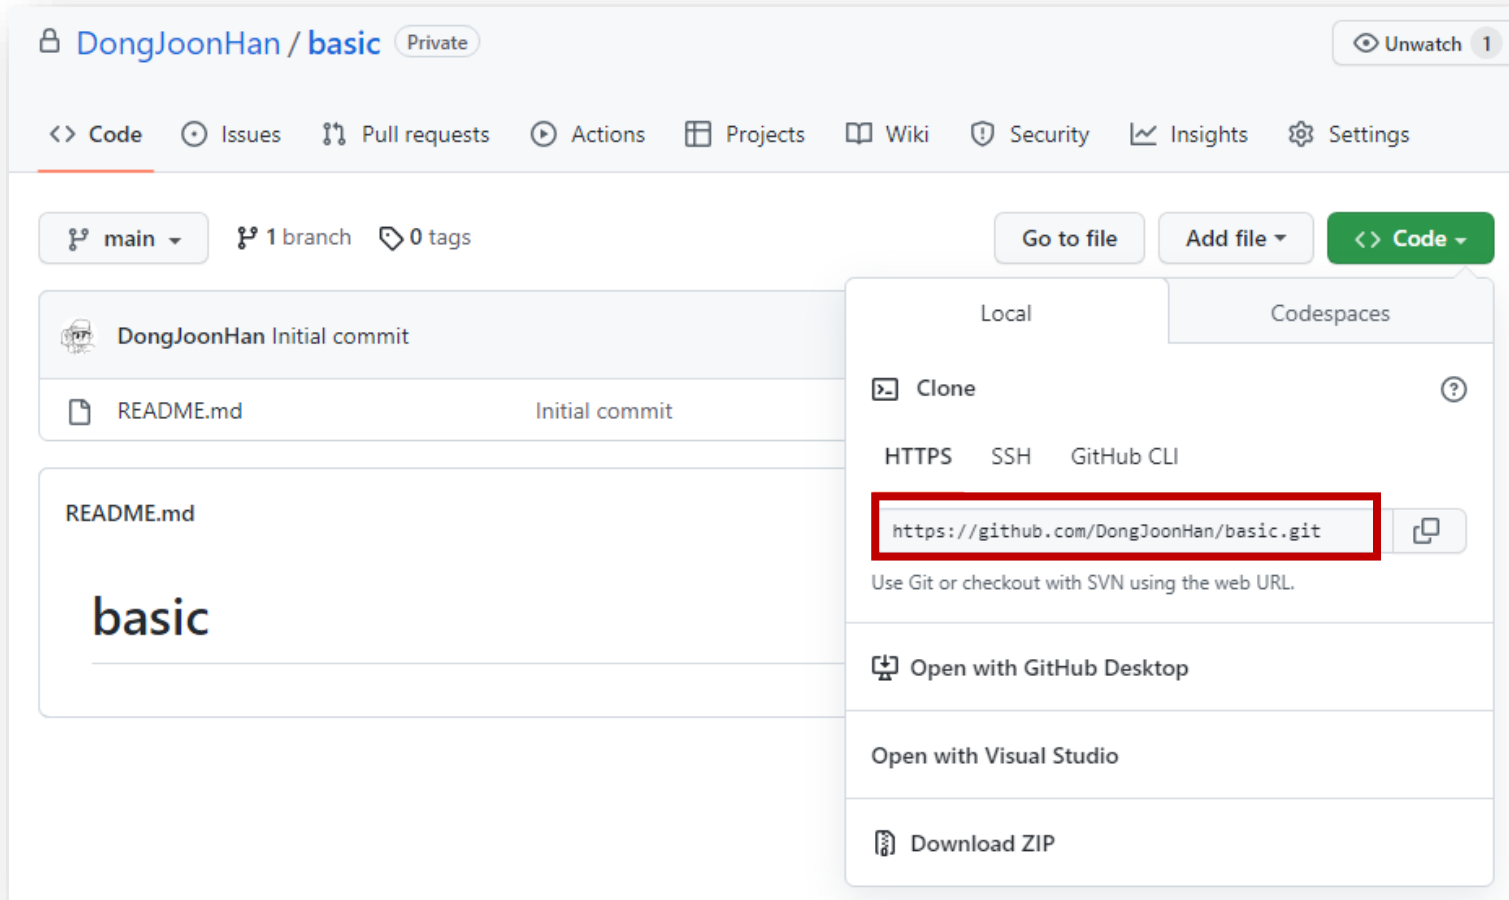 DongJoonHan / basic Private
Unwatch 1
Code Issues Pull requests Actions Projects Wiki Security Insights Settings
main 1 branch 0 tags Go to file Add file Code
DongJoonHan Initial commit
README.md Initial commit
README.md
basic
Local Codespaces
Clone
HTTPS SSH GitHub CLI
https://github.com/DongJoonHan/basic.git
Use Git or checkout with SVN using the web URL.
Open with GitHub Desktop
Open with Visual Studio
Download ZIP